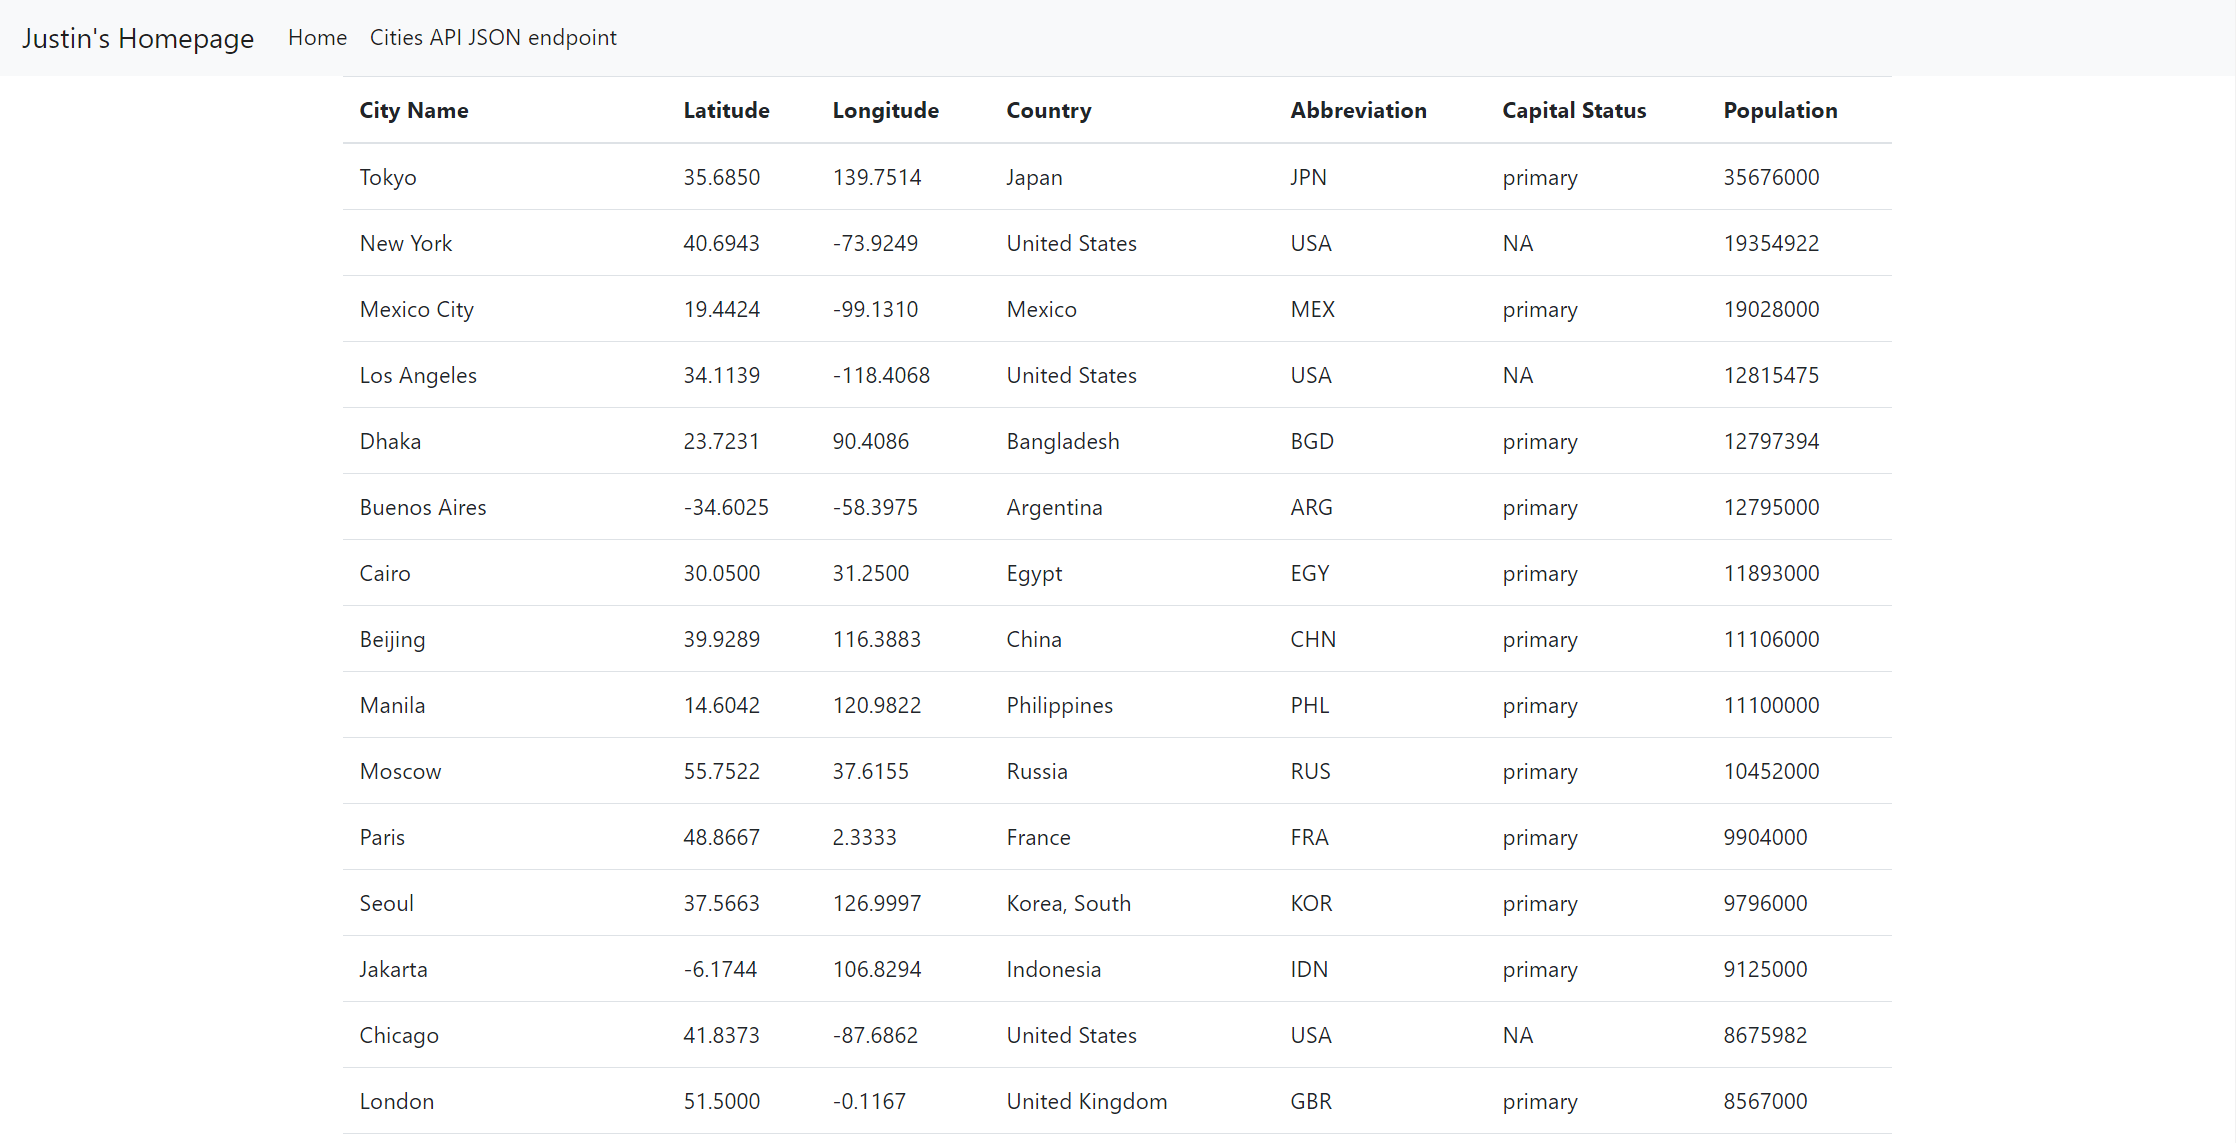 Justin's Homepage Home Cities API JSON endpoint
City Name Latitude Longitude Country Abbreviation Capital Status Population
Tokyo 35.6850 139.7514 Japan JPN primary 35676000
New York 40.6943 -73.9249 United States USA NA 19354922
Mexico City 19.4424 -99.1310 Mexico MEX primary 19028000
Los Angeles 34.1139 -118.4068 United States USA NA 12815475
Dhaka 23.7231 90.4086 Bangladesh BGD primary 12797394
Buenos Aires -34.6025 -58.3975 Argentina ARG primary 12795000
Cairo 30.0500 31.2500 Egypt EGY primary 11893000
Beijing 39.9289 116.3883 China CHN primary 11106000
Manila 14.6042 120.9822 Philippines PHL primary 11100000
Moscow 55.7522 37.6155 Russia RUS primary 10452000
Paris 48.8667 2.3333 France FRA primary 9904000
Seoul 37.5663 126.9997 Korea, South KOR primary 9796000
Jakarta -6.1744 106.8294 Indonesia IDN primary 9125000
Chicago 41.8373 -87.6862 United States USA NA 8675982
London 51.5000 -0.1167 United Kingdom GBR primary 8567000